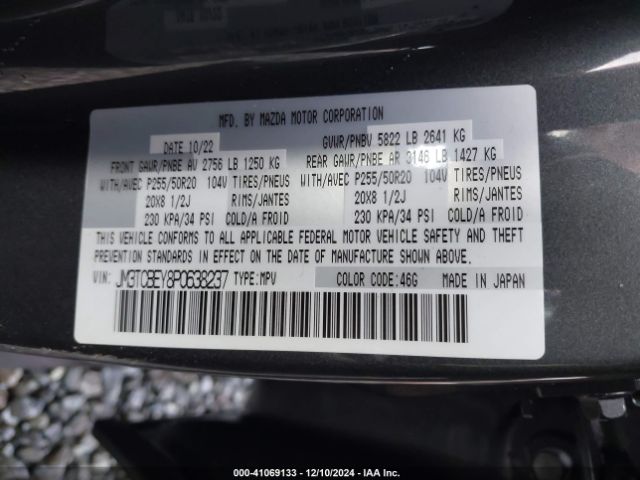 MFD. BY MAZDA MOTOR CORPORATION
DATE 10/22 GVWR/PNBV 5822 LB 2641 KG
FRONT GAWR/PNBE AV 2756 LB 1250 KG REAR GAWR/PNBE AR 3146 LB 1427 KG
WITH/AVEC P255/50R20 104V TIRES/PNEUS WITH/AVEC P255/50R20 104V TIRES/PNEUS
20X8 1/2J RIMS/JANTES 20X8 1/2J RIMS/JANTES
230 KPA/34 PSI COLD/A FROID 230 KPA/34 PSI COLD/A FROID
THIS VEHICLE CONFORMS TO ALL APPLICABLE FEDERAL MOTOR VEHICLE SAFETY AND THEFT
PREVENTION STANDARDS IN EFFECT ON THE DATE OF MANUFACTURE SHOWN ABOVE.
VIN: JM3TCBEY8P0638237 TYPE:MPV COLOR CODE:46G MADE IN JAPAN
000-41069133 - 12/10/2024 - IAA Inc.